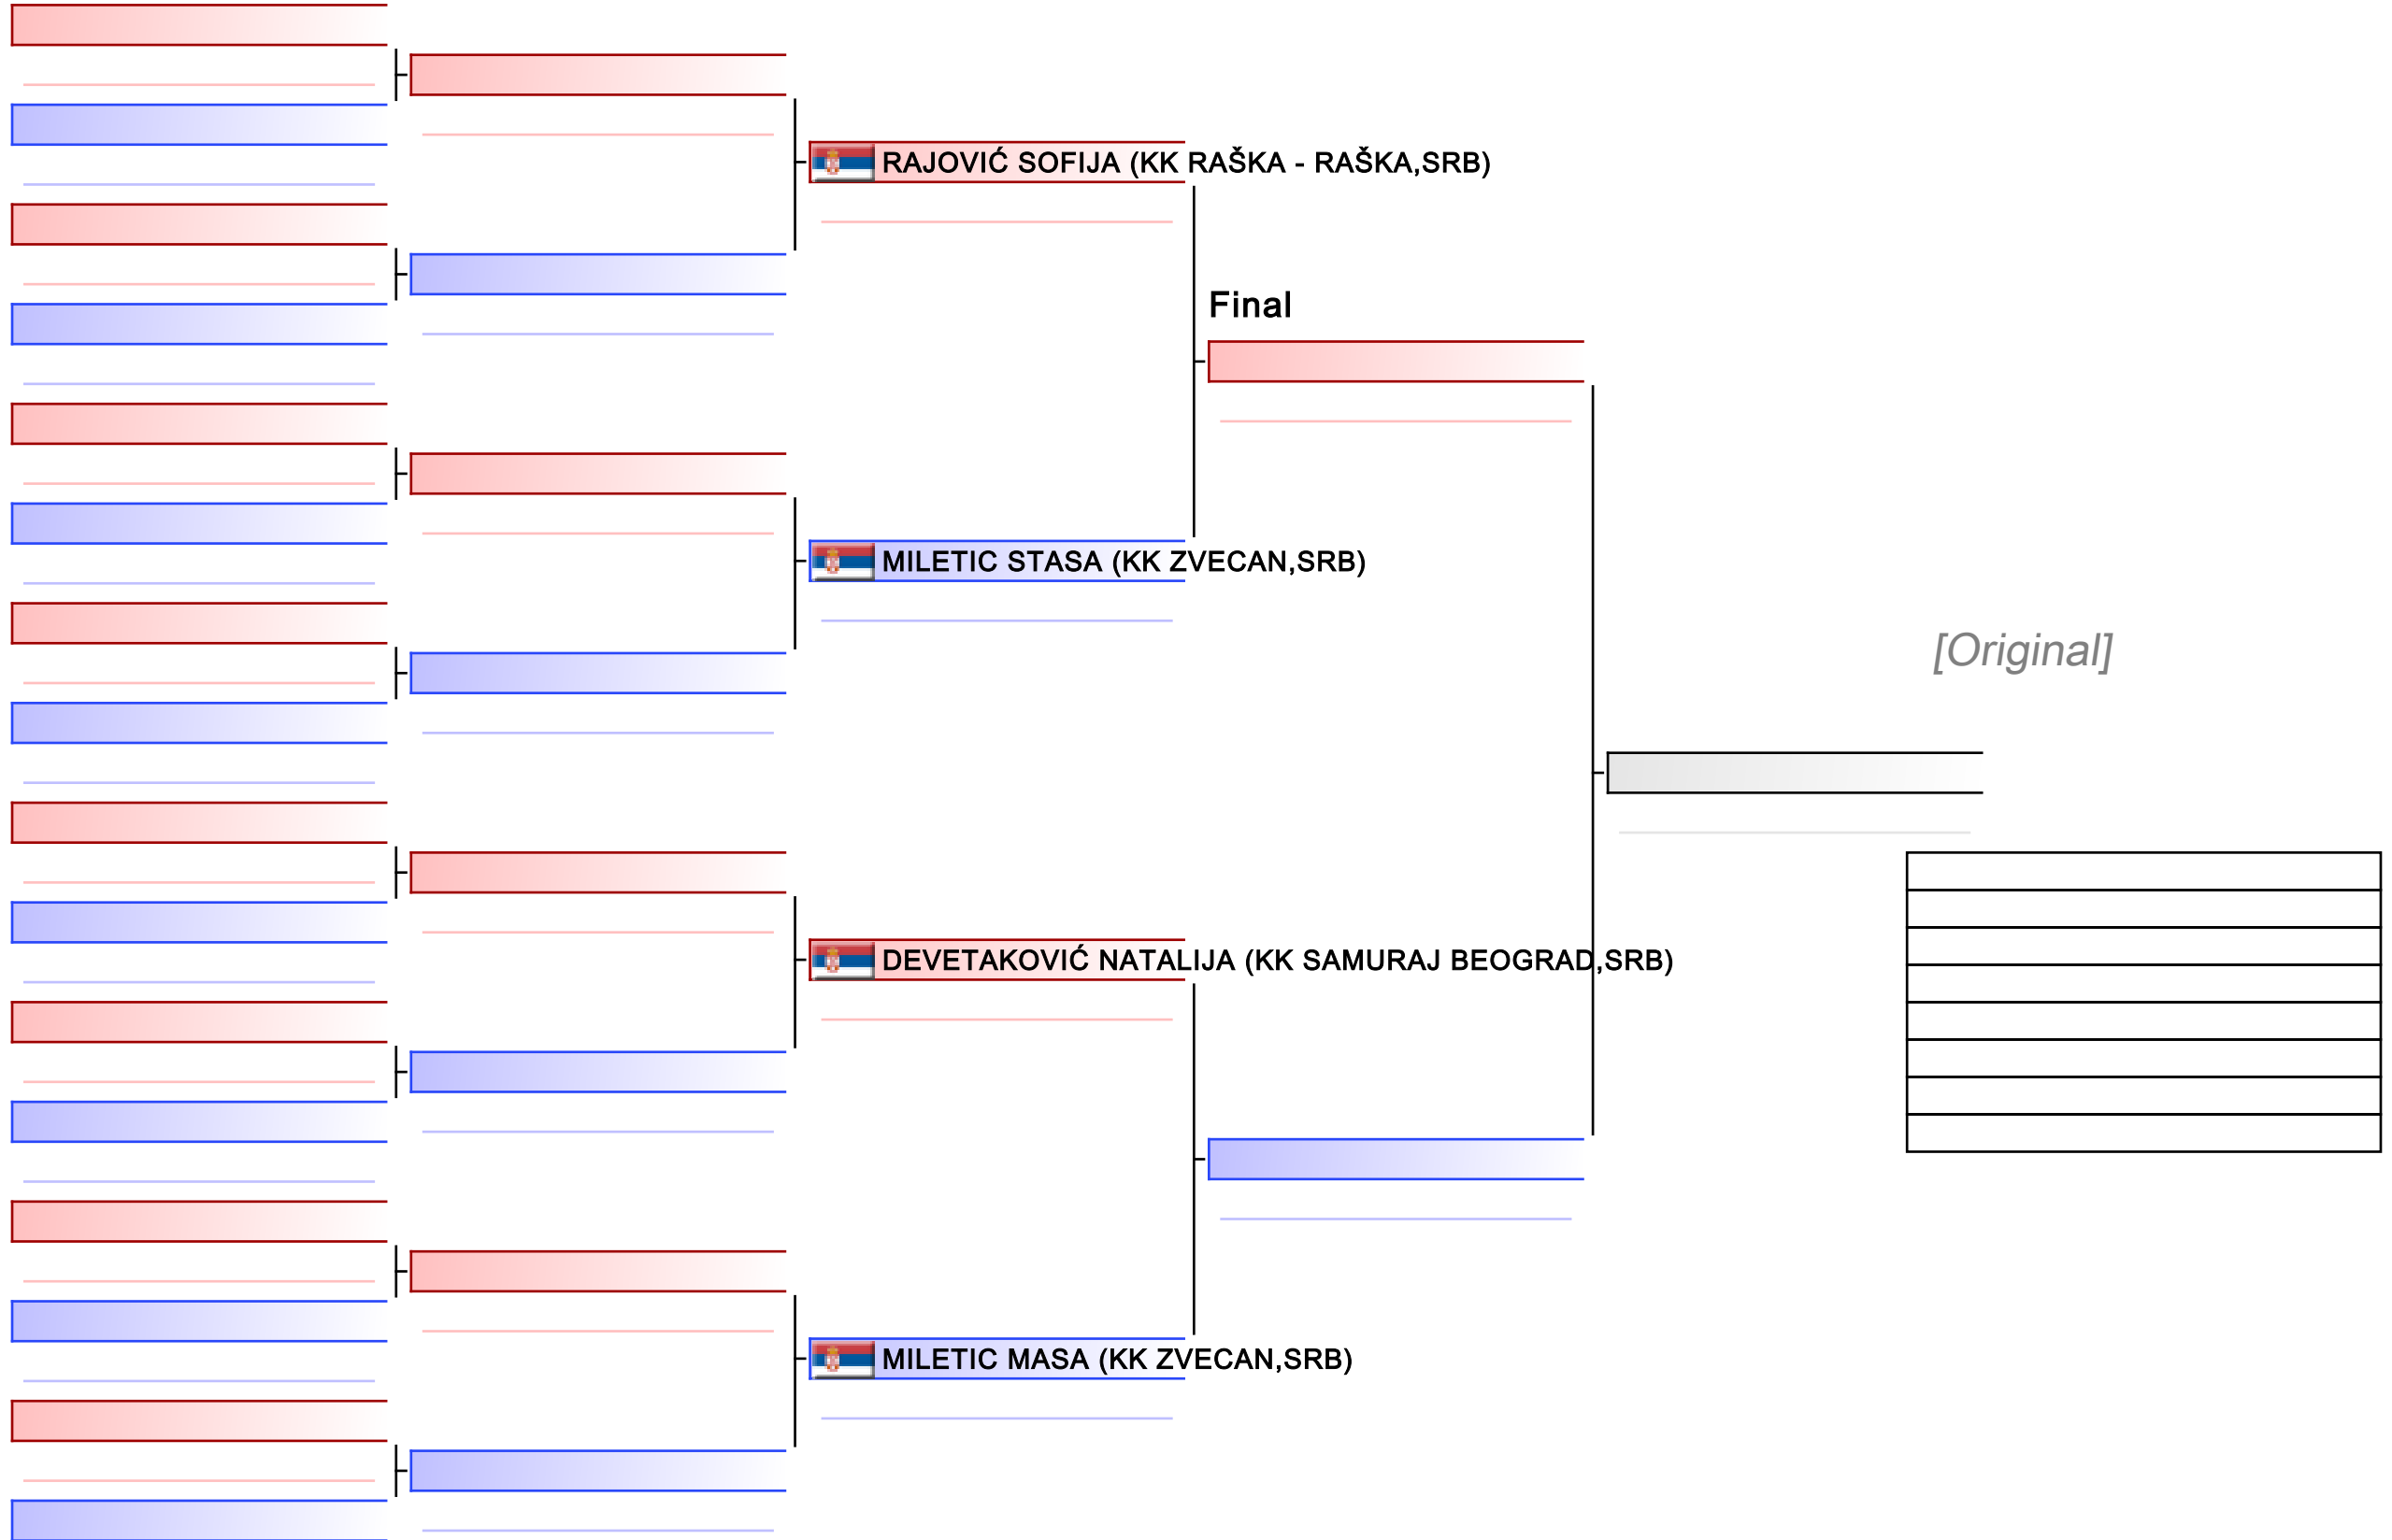 RAJOVIĆ SOFIJA (KK RAŠKA - RAŠKA,SRB)
Final
MILETIC STASA (KK ZVECAN,SRB)
[Original]
DEVETAKOVIĆ NATALIJA (KK SAMURAJ BEOGRAD,SRB)
MILETIC MASA (KK ZVECAN,SRB)